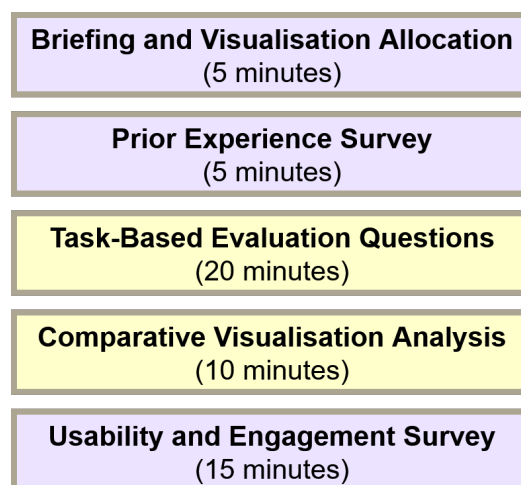 Briefing and Visualisation Allocation
(5 minutes)
Prior Experience Survey
(5 minutes)
Task-Based Evaluation Questions
(20 minutes)
Comparative Visualisation Analysis
(10 minutes)
Usability and Engagement Survey
(15 minutes)